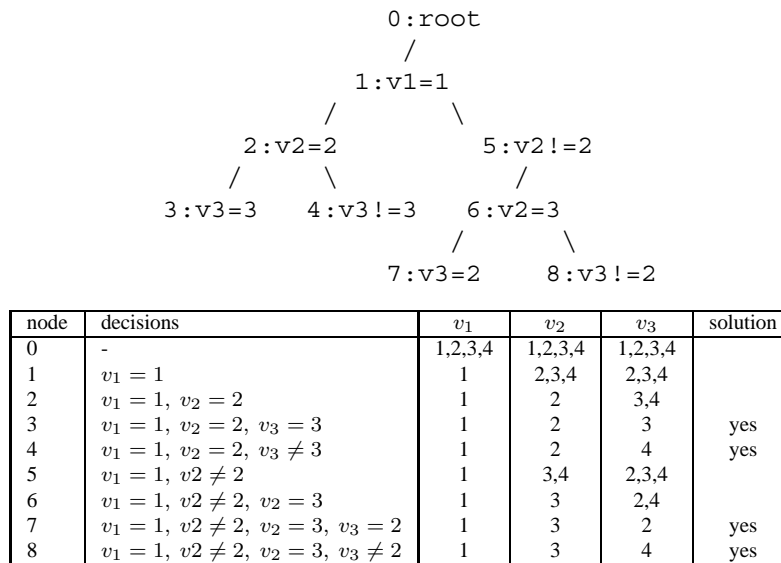 0:root
/
1:v1=1
/ \
2:v2=2 5:v2!=2
/ \ /
3:v3=3 4:v3!=3 6:v2=3
/ \
7:v3=2 8:v3!=2
node decisions v₁ v₂ v₃ solution
0 - 1,2,3,4 1,2,3,4 1,2,3,4
1 v₁ = 1 1 2,3,4 2,3,4
2 v₁ = 1, v₂ = 2 1 2 3,4
3 v₁ = 1, v₂ = 2, v₃ = 3 1 2 3 yes
4 v₁ = 1, v₂ = 2, v₃ ≠ 3 1 2 4 yes
5 v₁ = 1, v2 ≠ 2 1 3,4 2,3,4
6 v₁ = 1, v2 ≠ 2, v₂ = 3 1 3 2,4
7 v₁ = 1, v2 ≠ 2, v₂ = 3, v₃ = 2 1 3 2 yes
8 v₁ = 1, v2 ≠ 2, v₂ = 3, v₃ ≠ 2 1 3 4 yes